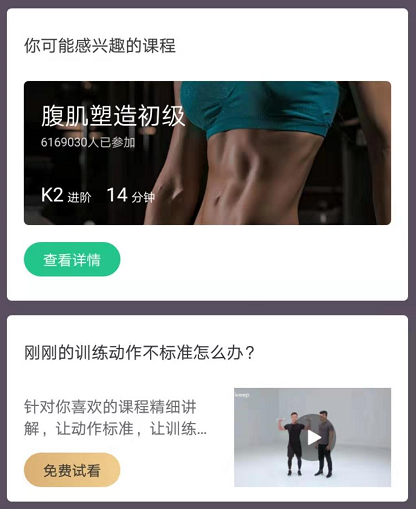 你可能感兴趣的课程
腹肌塑造初级
6169030人已参加
K2 进阶 14 分钟
查看详情
刚刚的训练动作不标准怎么办？
针对你喜欢的课程精细讲
解，让动作标准，让训练...
keep
免费试看